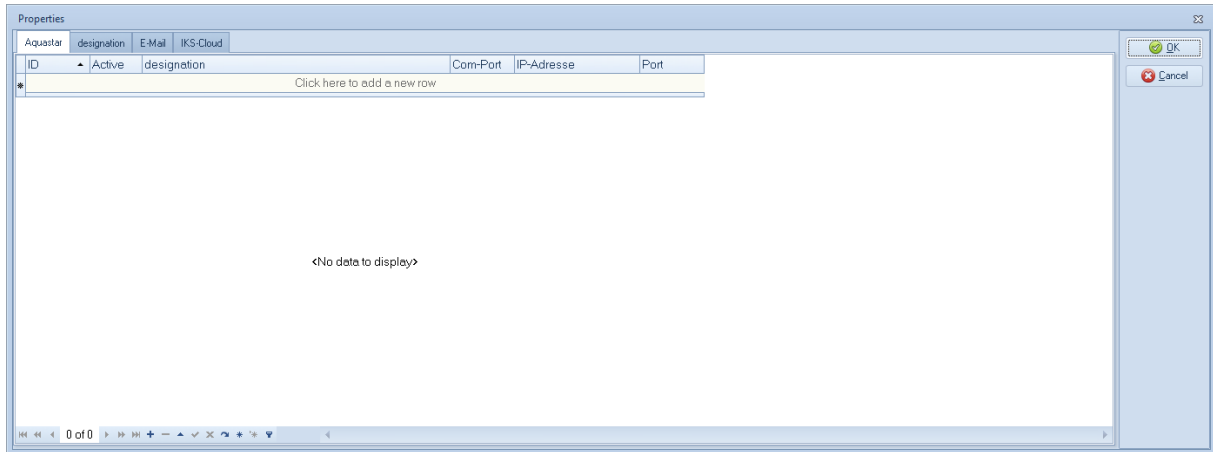 Properties
Aquastar designation E-Mail IKS-Cloud
OK
ID Active designation Com-Port IP-Adresse Port
Cancel
Click here to add a new row
<No data to display>
0 of 0